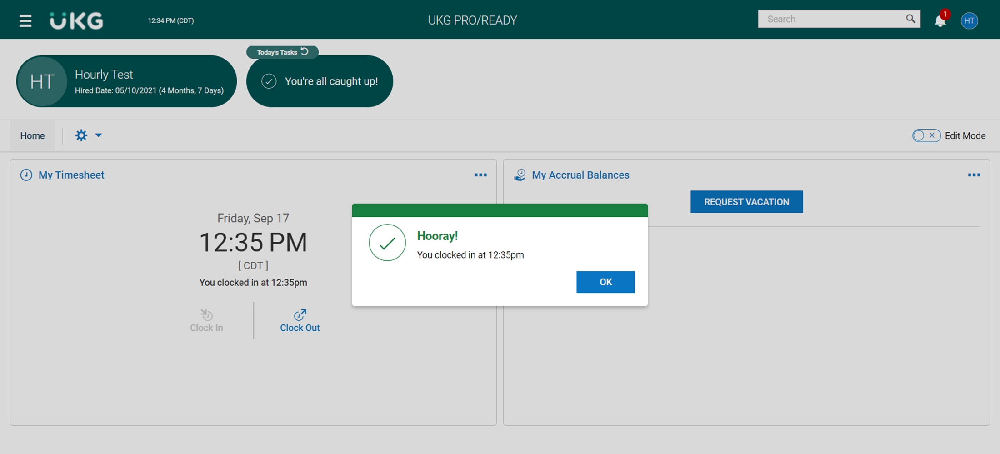 UKG
12:34 PM (CDT)
UKG PRO/READY
Search
1
HT
HT
Hourly Test
Hired Date: 05/10/2021 (4 Months, 7 Days)
Today's Tasks
You're all caught up!
Home
Edit Mode
My Timesheet
Friday, Sep 17
12:35 PM
[ CDT ]
You clocked in at 12:35pm
Clock In
Clock Out
My Accrual Balances
REQUEST VACATION
Hooray!
You clocked in at 12:35pm
OK